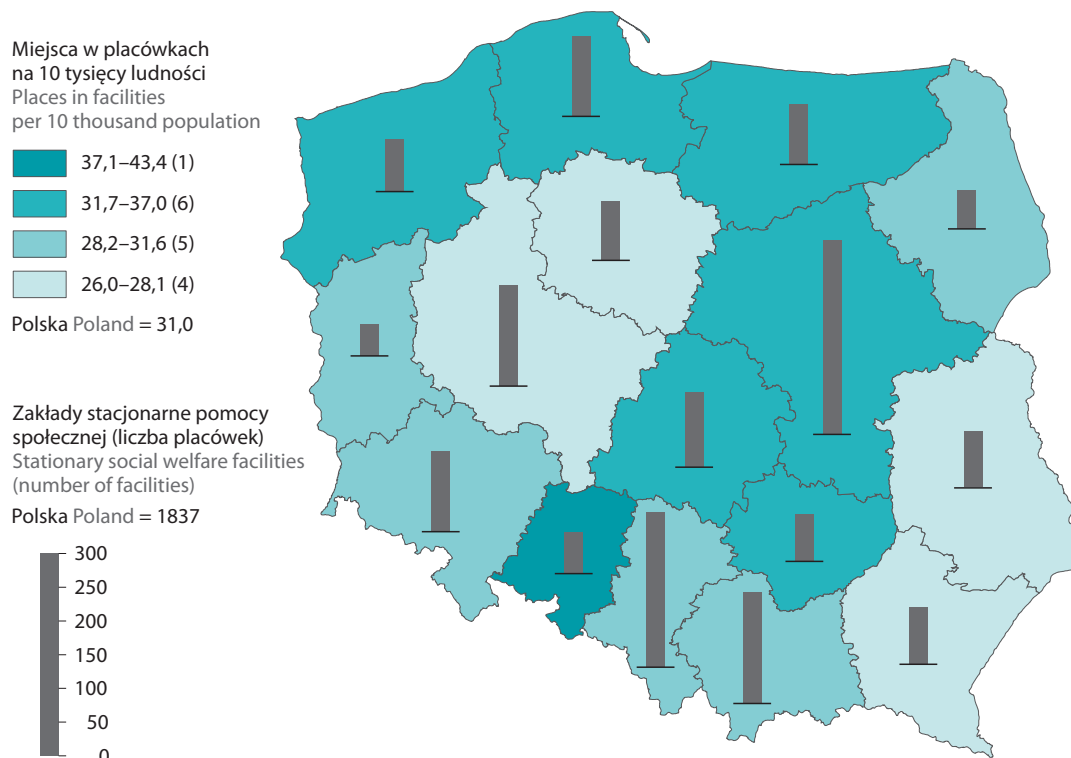 Miejsca w placówkach
na 10 tysięcy ludności
Places in facilities
per 10 thousand population
37,1–43,4 (1)
31,7–37,0 (6)
28,2–31,6 (5)
26,0–28,1 (4)
Polska Poland = 31,0
Zakłady stacjonarne pomocy
społecznej (liczba placówek)
Stationary social welfare facilities
(number of facilities)
Polska Poland = 1837
300
250
200
150
100
50
0